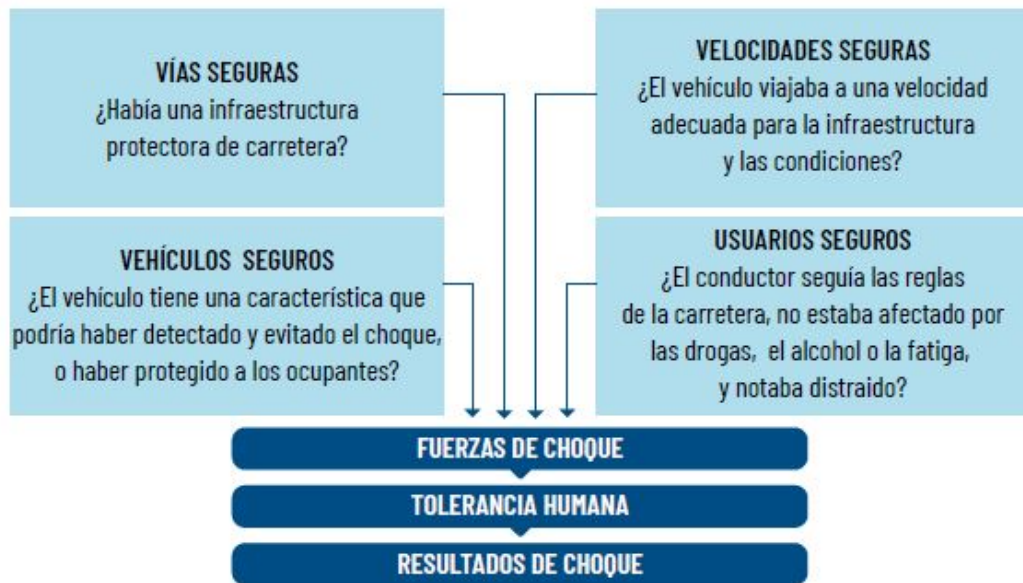 VÍAS SEGURAS
¿Había una infraestructura
protectora de carretera?
VELOCIDADES SEGURAS
¿El vehículo viajaba a una velocidad
adecuada para la infraestructura
y las condiciones?
VEHÍCULOS SEGUROS
¿El vehículo tiene una característica que
podría haber detectado y evitado el choque,
o haber protegido a los ocupantes?
USUARIOS SEGUROS
¿El conductor seguía las reglas
de la carretera, no estaba afectado por
las drogas, el alcohol o la fatiga,
y notaba distraido?
FUERZAS DE CHOQUE
TOLERANCIA HUMANA
RESULTADOS DE CHOQUE